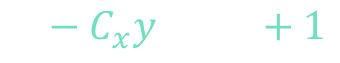 − C_x y + 1